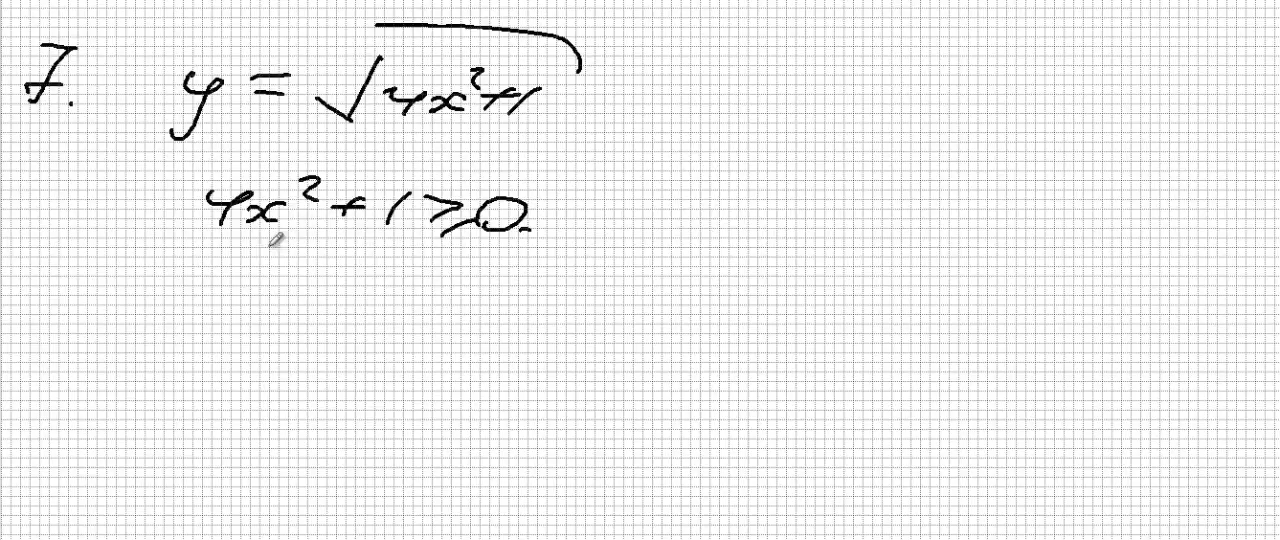 7. y = √4x²+1
4x² + 1 ⩾ 0.